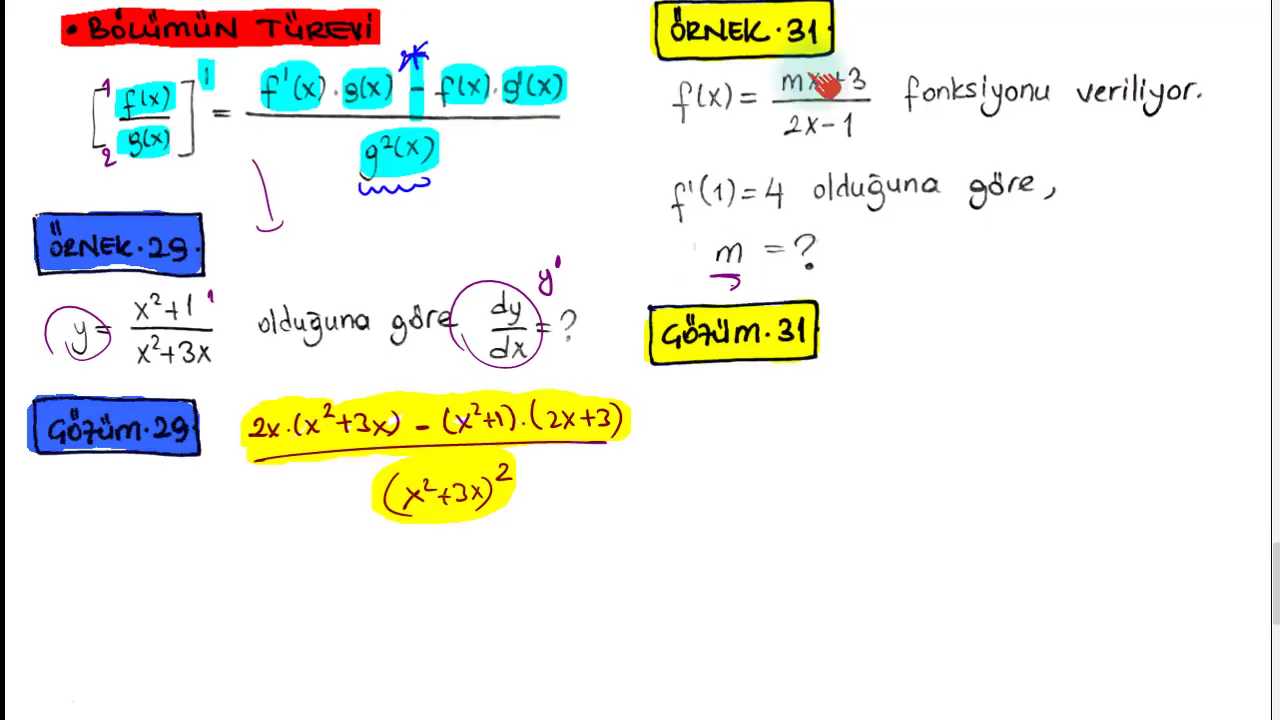 • BÖLÜMÜN TÜREVİ
[f(x)/g(x)]' = (f'(x)·g(x) - f(x)·g'(x)) / g²(x)
1
2
*
ÖRNEK·29·
y = (x²+1)/(x²+3x) olduğuna göre dy/dx = ?
y'
ÇÖZÜM·29·
(2x·(x²+3x) - (x²+1)·(2x+3)) / (x²+3x)²
ÖRNEK·31
f(x) = (mx+3)/(2x-1) fonksiyonu veriliyor.
f'(1) = 4 olduğuna göre,
m = ?
ÇÖZÜM·31